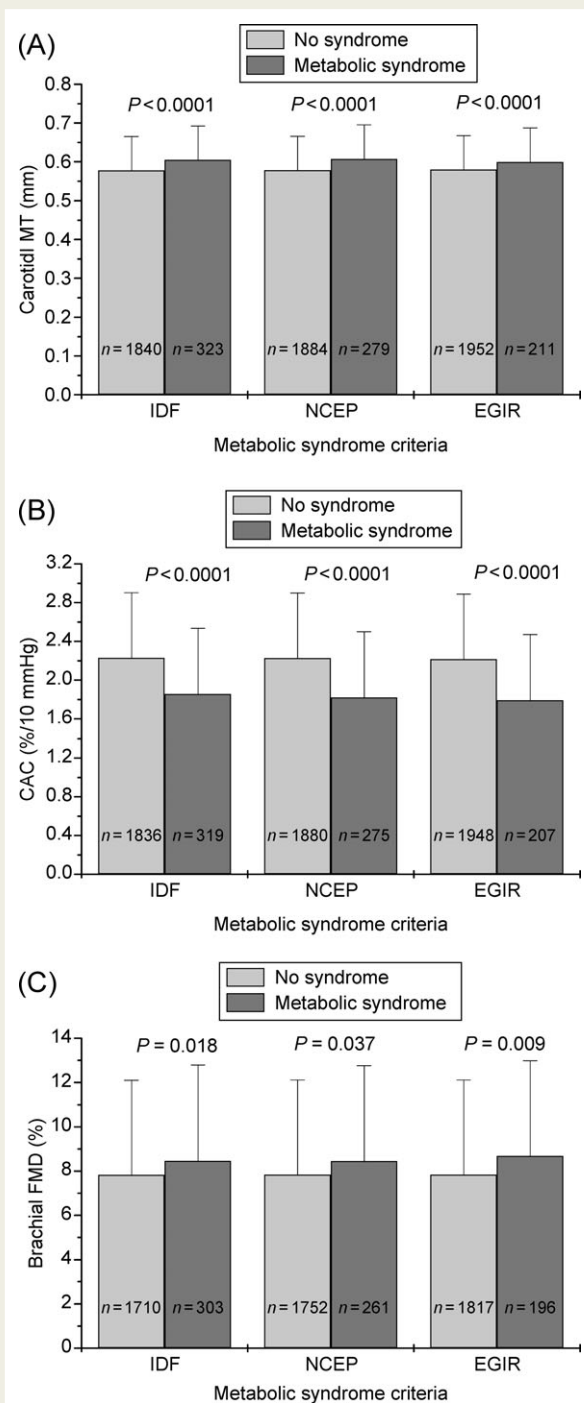 (A)
No syndrome
Metabolic syndrome
P<0.0001 P<0.0001 P<0.0001
0.8
0.7
0.6
0.5
0.4
0.3
0.2
0.1
0.0
Carotidl MT (mm)
n=1840 n=323 n=1884 n=279 n=1952 n=211
IDF NCEP EGIR
Metabolic syndrome criteria
(B)
No syndrome
Metabolic syndrome
P<0.0001 P<0.0001 P<0.0001
3.2
2.8
2.4
2.0
1.6
1.2
0.8
0.4
0.0
CAC (%/10 mmHg)
n=1836 n=319 n=1880 n=275 n=1948 n=207
IDF NCEP EGIR
Metabolic syndrome criteria
(C)
No syndrome
Metabolic syndrome
P = 0.018 P = 0.037 P = 0.009
14
12
10
8
6
4
2
0
Brachial FMD (%)
n=1710 n=303 n=1752 n=261 n=1817 n=196
IDF NCEP EGIR
Metabolic syndrome criteria